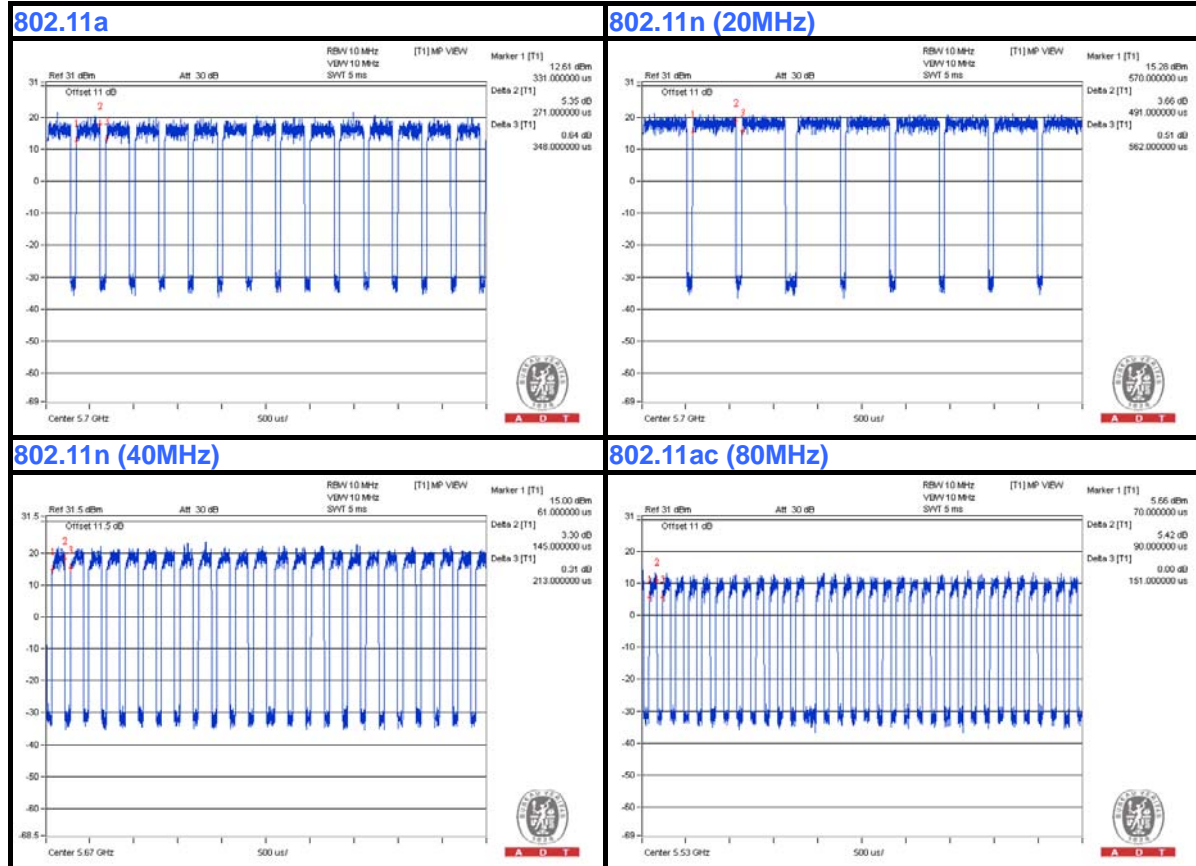 802.11a
RBW 10 MHz [T1] MP VIEW
VBW 10 MHz
Ref 31 dBm Att 30 dB SWT 5 ms
Marker 1 [T1]
12.61 dBm
331.000000 us
Delta 2 [T1]
5.35 dB
271.000000 us
Delta 3 [T1]
0.64 dB
348.000000 us
31
Offset 11 dB
2
1 3
20
10
0
-10
-20
-30
-40
-50
-60
-69
Center 5.7 GHz 500 us/
A D T
802.11n (20MHz)
RBW 10 MHz [T1] MP VIEW
VBW 10 MHz
Ref 31 dBm Att 30 dB SWT 5 ms
Marker 1 [T1]
15.28 dBm
570.000000 us
Delta 2 [T1]
3.66 dB
491.000000 us
Delta 3 [T1]
0.51 dB
562.000000 us
31
Offset 11 dB
2
1 3
20
10
0
-10
-20
-30
-40
-50
-60
-69
Center 5.7 GHz 500 us/
A D T
802.11n (40MHz)
RBW 10 MHz [T1] MP VIEW
VBW 10 MHz
Ref 31.5 dBm Att 30 dB SWT 5 ms
Marker 1 [T1]
15.00 dBm
61.000000 us
Delta 2 [T1]
3.30 dB
145.000000 us
Delta 3 [T1]
0.31 dB
213.000000 us
31.5
Offset 11.5 dB
2
1 3
20
10
0
-10
-20
-30
-40
-50
-60
-68.5
Center 5.67 GHz 500 us/
A D T
802.11ac (80MHz)
RBW 10 MHz [T1] MP VIEW
VBW 10 MHz
Ref 31 dBm Att 30 dB SWT 5 ms
Marker 1 [T1]
5.66 dBm
70.000000 us
Delta 2 [T1]
5.42 dB
90.000000 us
Delta 3 [T1]
0.00 dB
151.000000 us
31
Offset 11 dB
2
1 3
20
10
0
-10
-20
-30
-40
-50
-60
-69
Center 5.53 GHz 500 us/
A D T